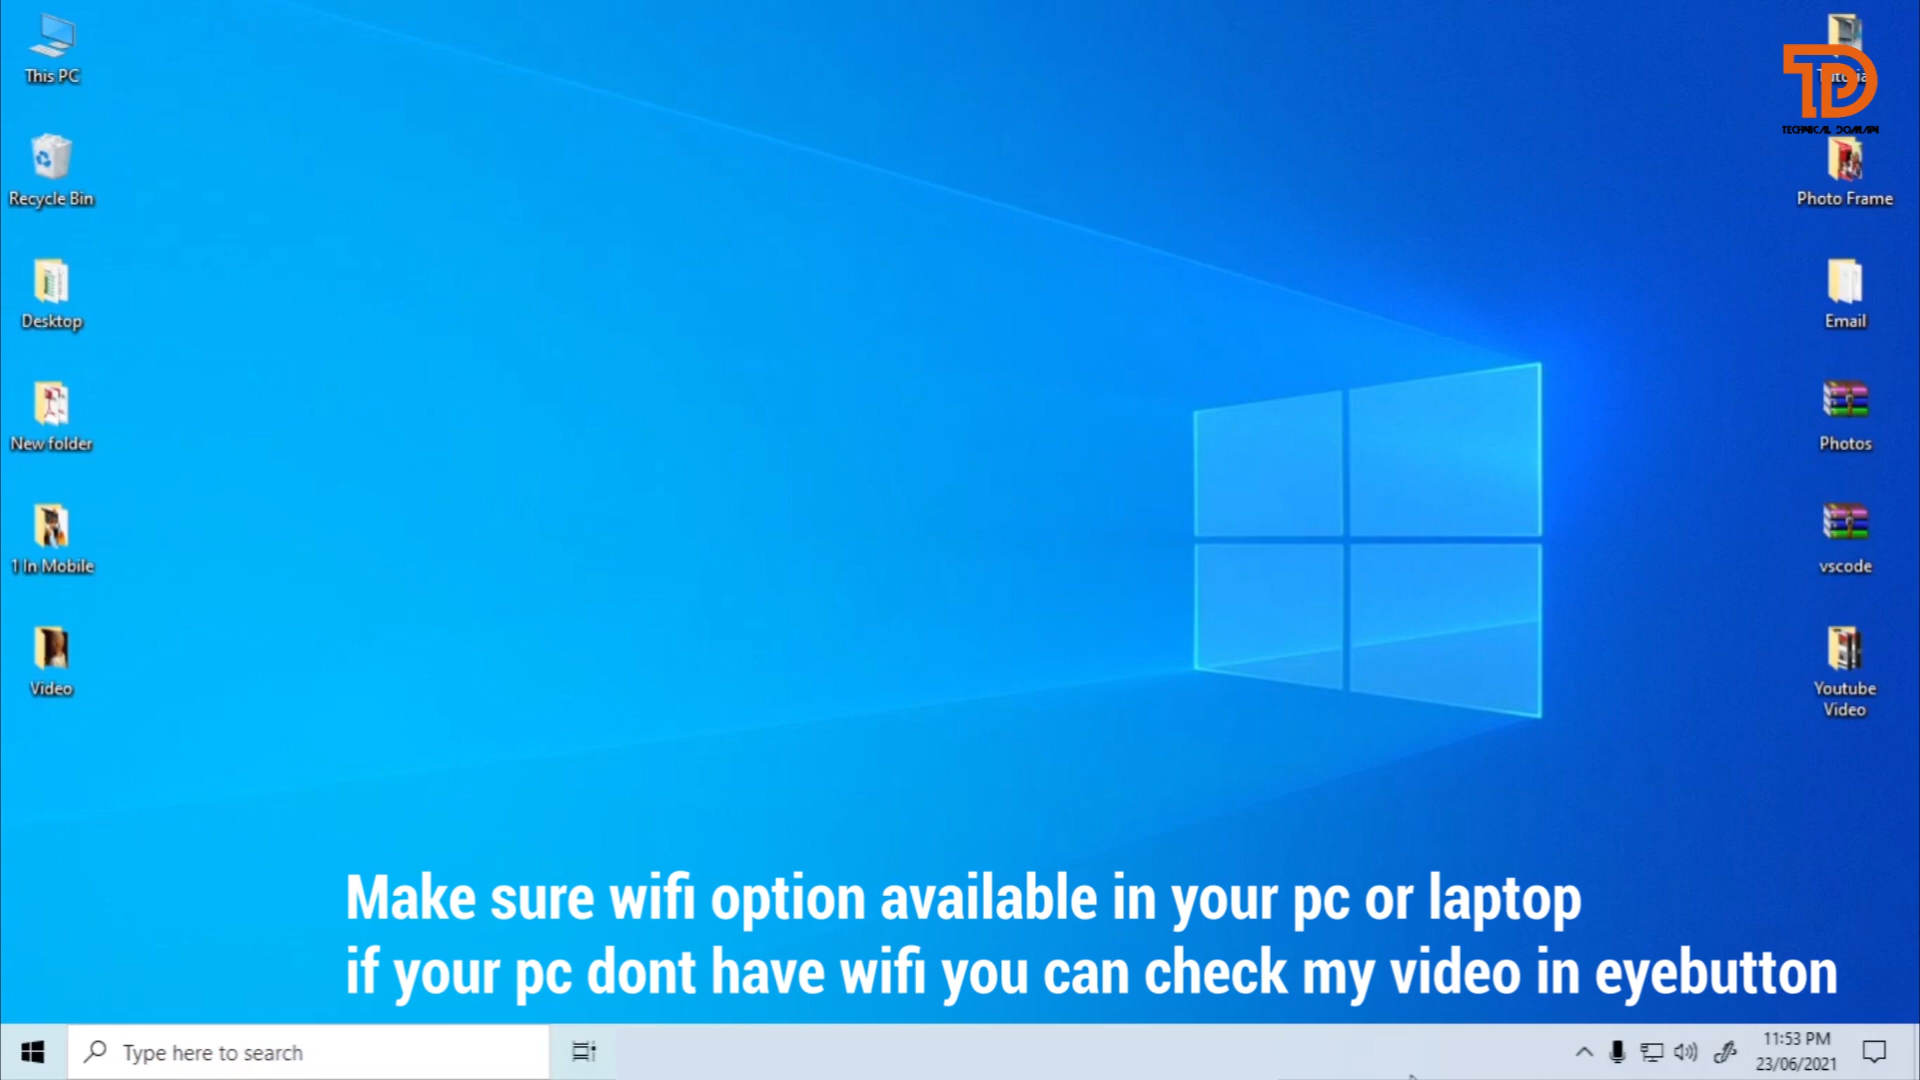 This PC
Recycle Bin
Desktop
New folder
1 In Mobile
Video
TECHNICAL DOMAIN
Photo Frame
Email
Photos
vscode
Youtube
Video
Make sure wifi option available in your pc or laptop
if your pc dont have wifi you can check my video in eyebutton
Type here to search
11:53 PM
23/06/2021